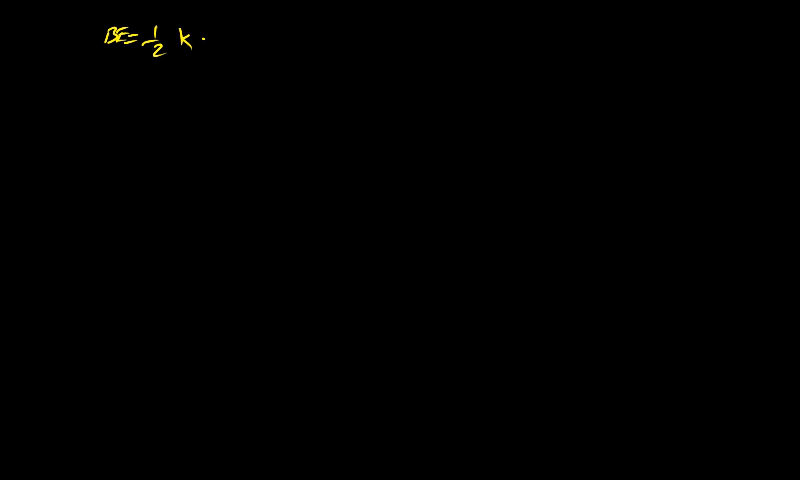 BE = 1/2 k .